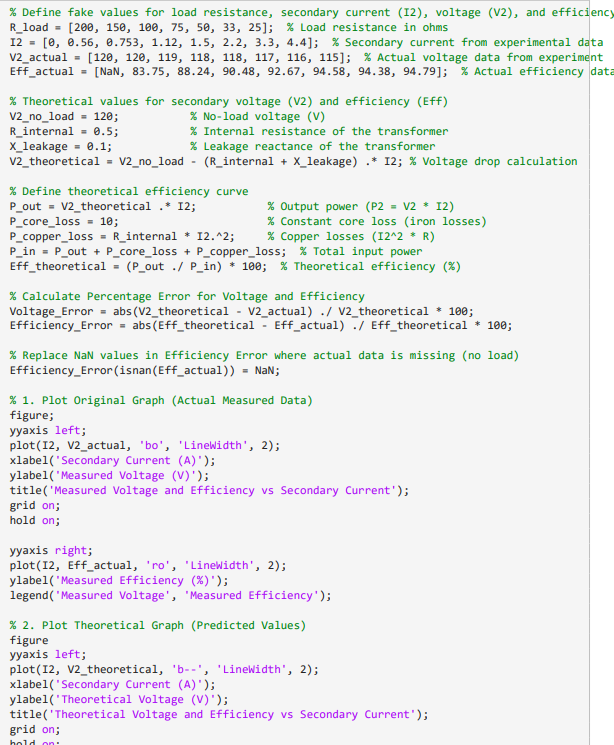 % Define fake values for load resistance, secondary current (I2), voltage (V2), and efficiency
R_load = [200, 150, 100, 75, 50, 33, 25];  % Load resistance in ohms
I2 = [0, 0.56, 0.753, 1.12, 1.5, 2.2, 3.3, 4.4];  % Secondary current from experimental data
V2_actual = [120, 120, 119, 118, 118, 117, 116, 115];  % Actual voltage data from experiment
Eff_actual = [NaN, 83.75, 88.24, 90.48, 92.67, 94.58, 94.38, 94.79];  % Actual efficiency data
% Theoretical values for secondary voltage (V2) and efficiency (Eff)
V2_no_load = 120;           % No-load voltage (V)
R_internal = 0.5;           % Internal resistance of the transformer
X_leakage = 0.1;            % Leakage reactance of the transformer
V2_theoretical = V2_no_load - (R_internal + X_leakage) .* I2; % Voltage drop calculation
% Define theoretical efficiency curve
P_out = V2_theoretical .* I2;           % Output power (P2 = V2 * I2)
P_core_loss = 10;                       % Constant core loss (iron losses)
P_copper_loss = R_internal * I2.^2;     % Copper losses (I2^2 * R)
P_in = P_out + P_core_loss + P_copper_loss;  % Total input power
Eff_theoretical = (P_out ./ P_in) * 100;  % Theoretical efficiency (%)
% Calculate Percentage Error for Voltage and Efficiency
Voltage_Error = abs(V2_theoretical - V2_actual) ./ V2_theoretical * 100;
Efficiency_Error = abs(Eff_theoretical - Eff_actual) ./ Eff_theoretical * 100;
% Replace NaN values in Efficiency Error where actual data is missing (no load)
Efficiency_Error(isnan(Eff_actual)) = NaN;
% 1. Plot Original Graph (Actual Measured Data)
figure;
yyaxis left;
plot(I2, V2_actual, 'bo', 'LineWidth', 2);
xlabel('Secondary Current (A)');
ylabel('Measured Voltage (V)');
title('Measured Voltage and Efficiency vs Secondary Current');
grid on;
hold on;
yyaxis right;
plot(I2, Eff_actual, 'ro', 'LineWidth', 2);
ylabel('Measured Efficiency (%)');
legend('Measured Voltage', 'Measured Efficiency');
% 2. Plot Theoretical Graph (Predicted Values)
figure
yyaxis left;
plot(I2, V2_theoretical, 'b--', 'LineWidth', 2);
xlabel('Secondary Current (A)');
ylabel('Theoretical Voltage (V)');
title('Theoretical Voltage and Efficiency vs Secondary Current');
grid on;
hold on;